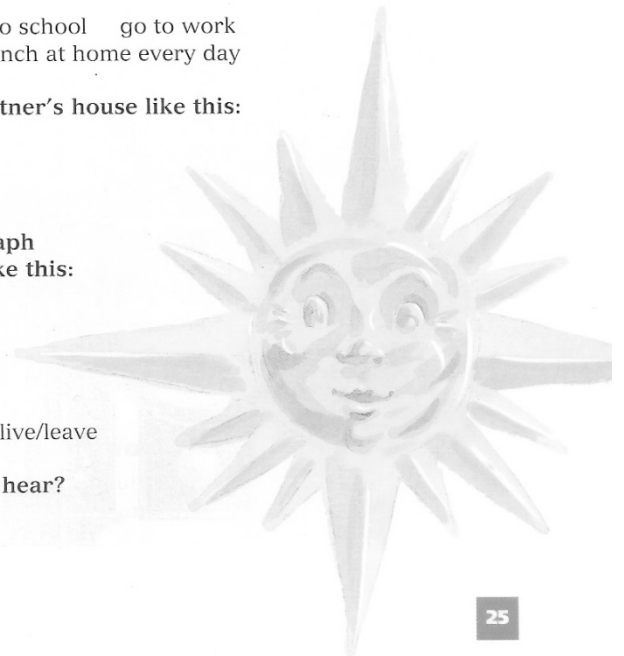 o school go to work
nch at home every day
tner's house like this:
aph
ke this:
live/leave
hear?
25